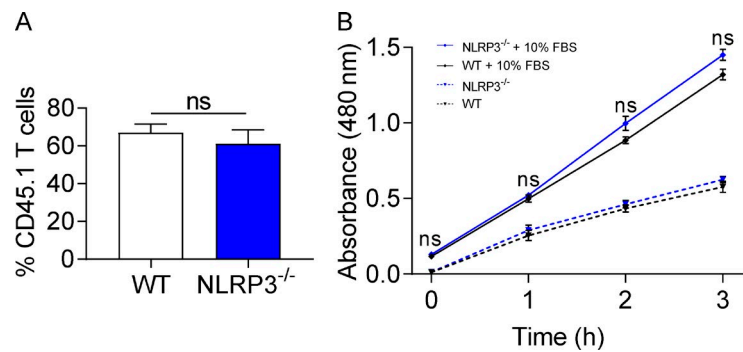 A
% CD45.1 T cells
80
60
40
20
0
ns
WT
NLRP3-/-
B
Absorbance (480 nm)
1.5
1.0
0.5
0.0
NLRP3-/- + 10% FBS
WT + 10% FBS
NLRP3-/-
WT
ns
ns
ns
ns
0 1 2 3
Time (h)